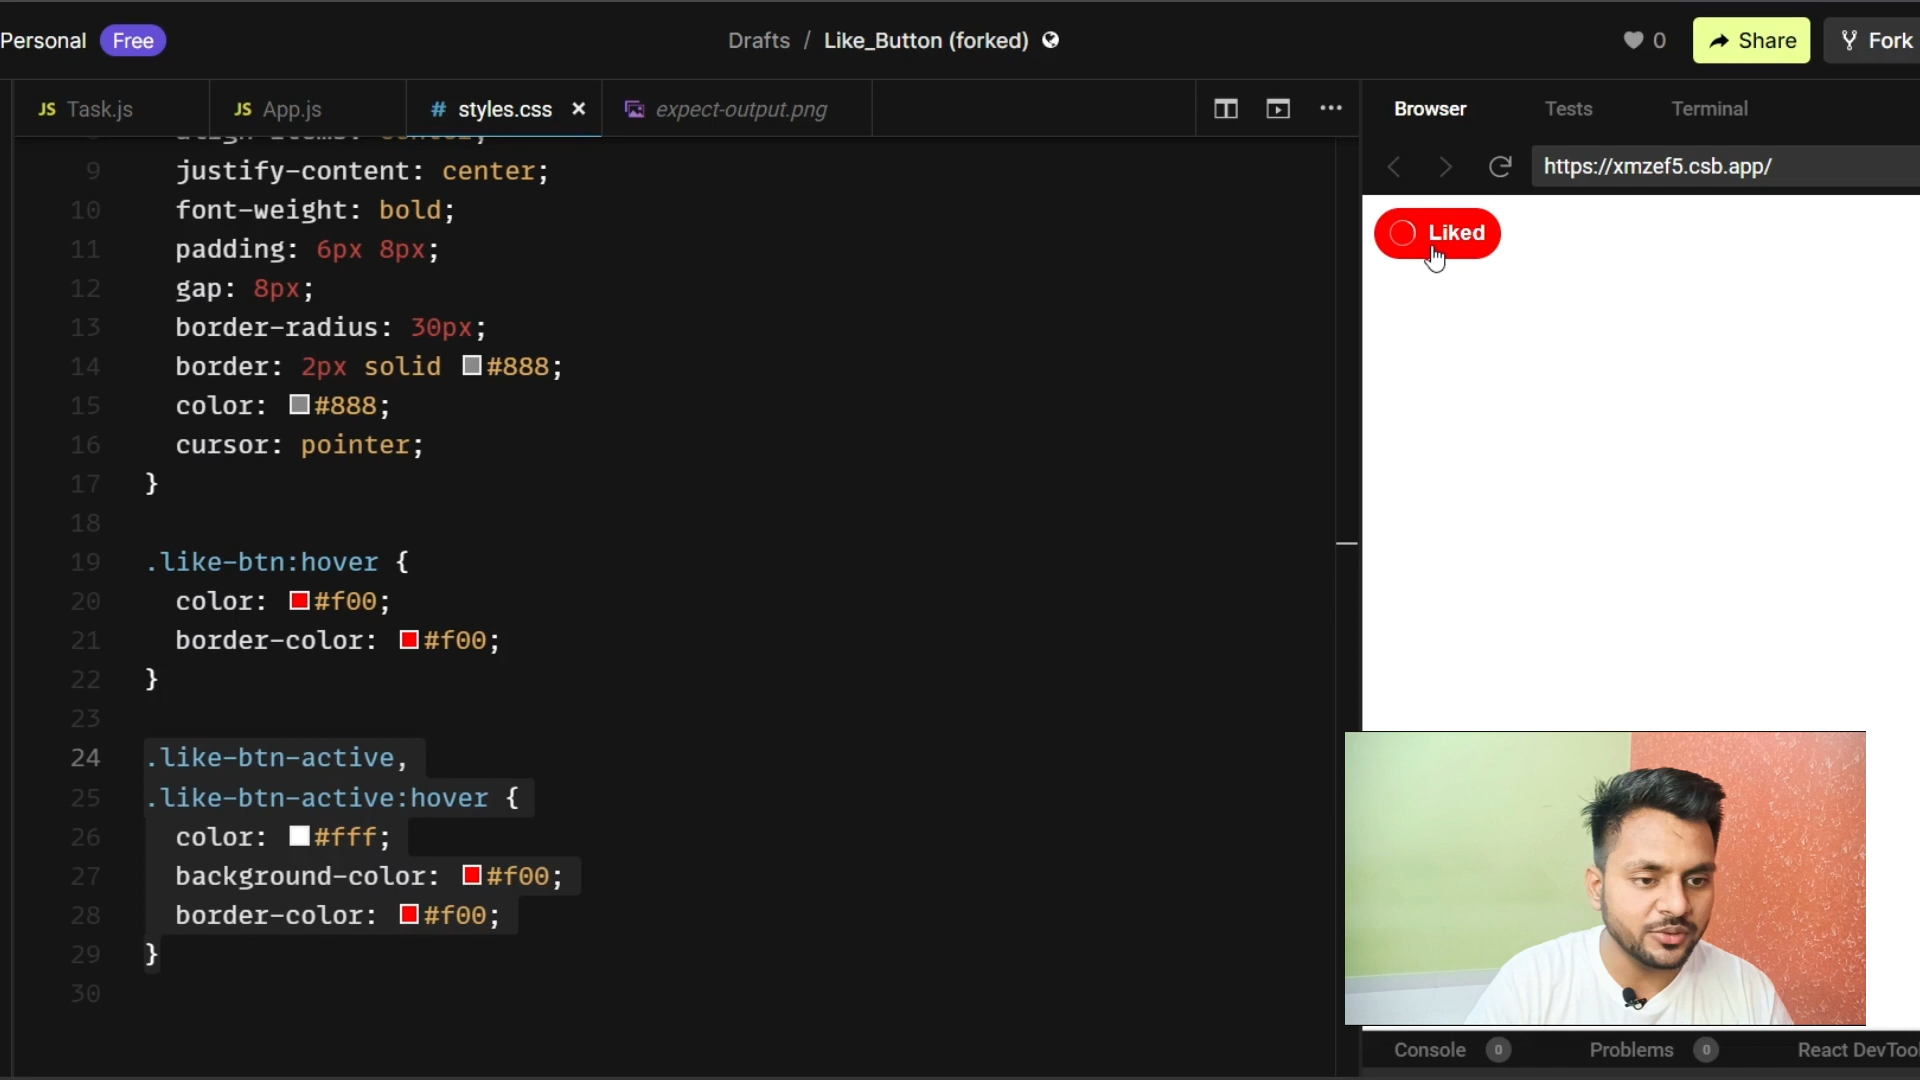 Personal Free Drafts / Like_Button (forked) 0 Share Fork
JS Task.js JS App.js # styles.css × expect-output.png ••• Browser Tests Terminal
https://xmzef5.csb.app/
align-items: center;
9 justify-content: center;
10 font-weight: bold;
11 padding: 6px 8px;
12 gap: 8px;
13 border-radius: 30px;
14 border: 2px solid #888;
15 color: #888;
16 cursor: pointer;
17 }
18
19 .like-btn:hover {
20 color: #f00;
21 border-color: #f00;
22 }
23
24 .like-btn-active,
25 .like-btn-active:hover {
26 color: #fff;
27 background-color: #f00;
28 border-color: #f00;
29 }
30
Liked
Console 0 Problems 0 React DevTool